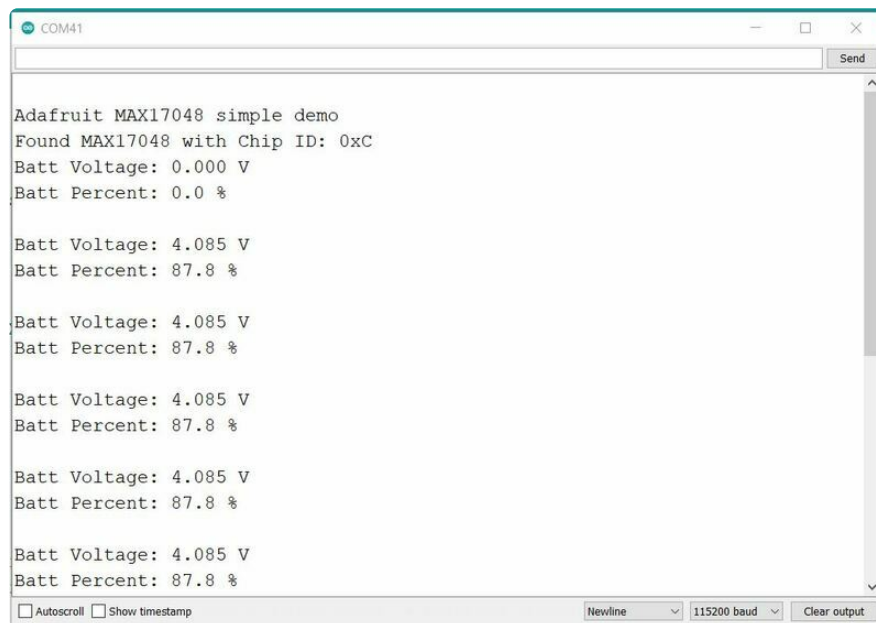 COM41
Send
Adafruit MAX17048 simple demo
Found MAX17048 with Chip ID: 0xC
Batt Voltage: 0.000 V
Batt Percent: 0.0 %
Batt Voltage: 4.085 V
Batt Percent: 87.8 %
Batt Voltage: 4.085 V
Batt Percent: 87.8 %
Batt Voltage: 4.085 V
Batt Percent: 87.8 %
Batt Voltage: 4.085 V
Batt Percent: 87.8 %
Batt Voltage: 4.085 V
Batt Percent: 87.8 %
Autoscroll Show timestamp Newline 115200 baud Clear output